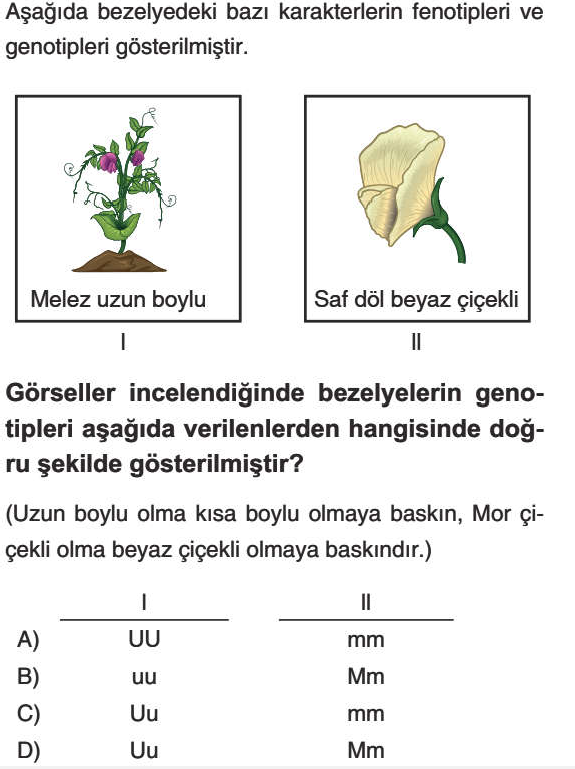 Aşağıda bezelyedeki bazı karakterlerin fenotipleri ve
genotipleri gösterilmiştir.
Melez uzun boylu
Saf döl beyaz çiçekli
I
II
Görseller incelendiğinde bezelyelerin geno-
tipleri aşağıda verilenlerden hangisinde doğ-
ru şekilde gösterilmiştir?
(Uzun boylu olma kısa boylu olmaya baskın, Mor çi-
çekli olma beyaz çiçekli olmaya baskındır.)
I II
A) UU mm
B) uu Mm
C) Uu mm
D) Uu Mm